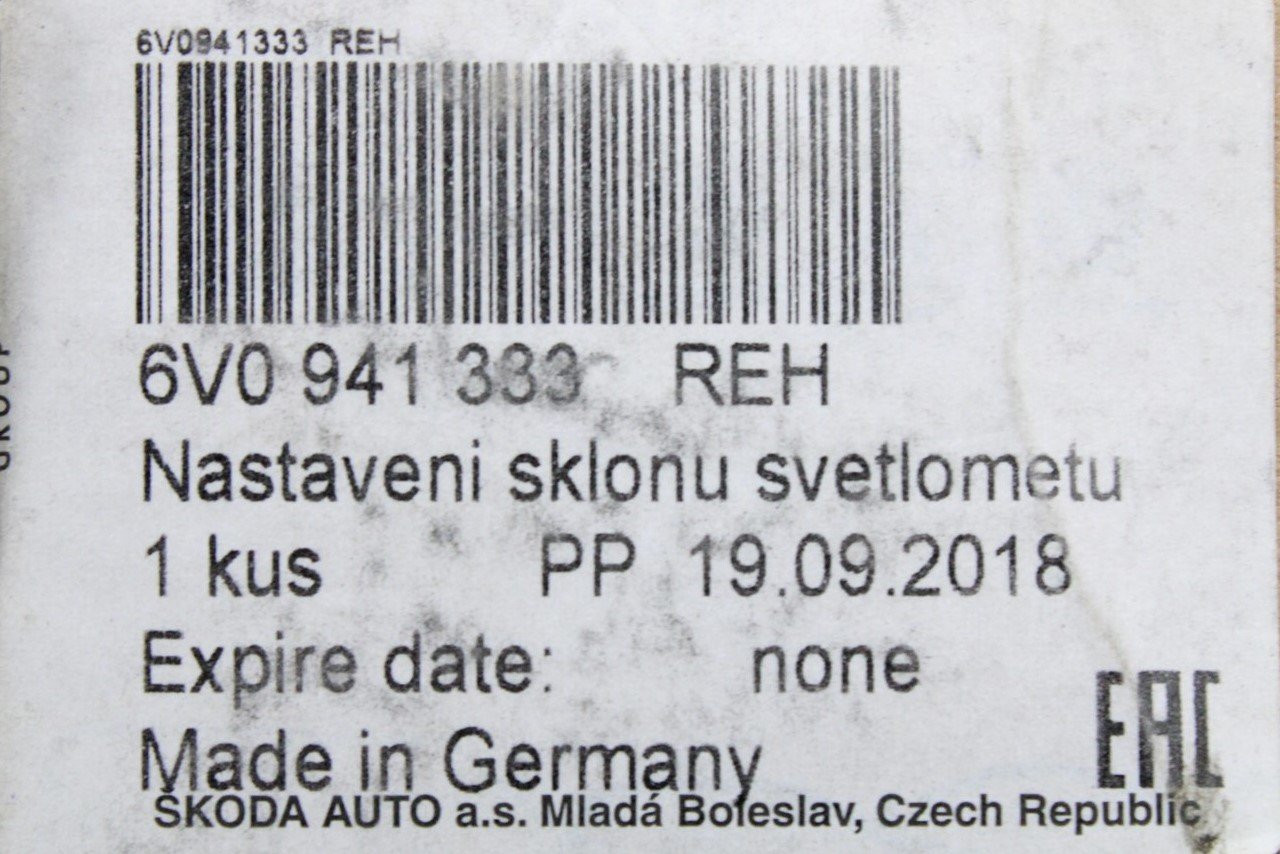 6V0941333 REH
6V0 941 333 REH
Nastaveni sklonu svetlometu
1 kus PP 19.09.2018
Expire date: none
Made in Germany
EAC
ŠKODA AUTO a.s. Mladá Boleslav, Czech Republic
GROUP